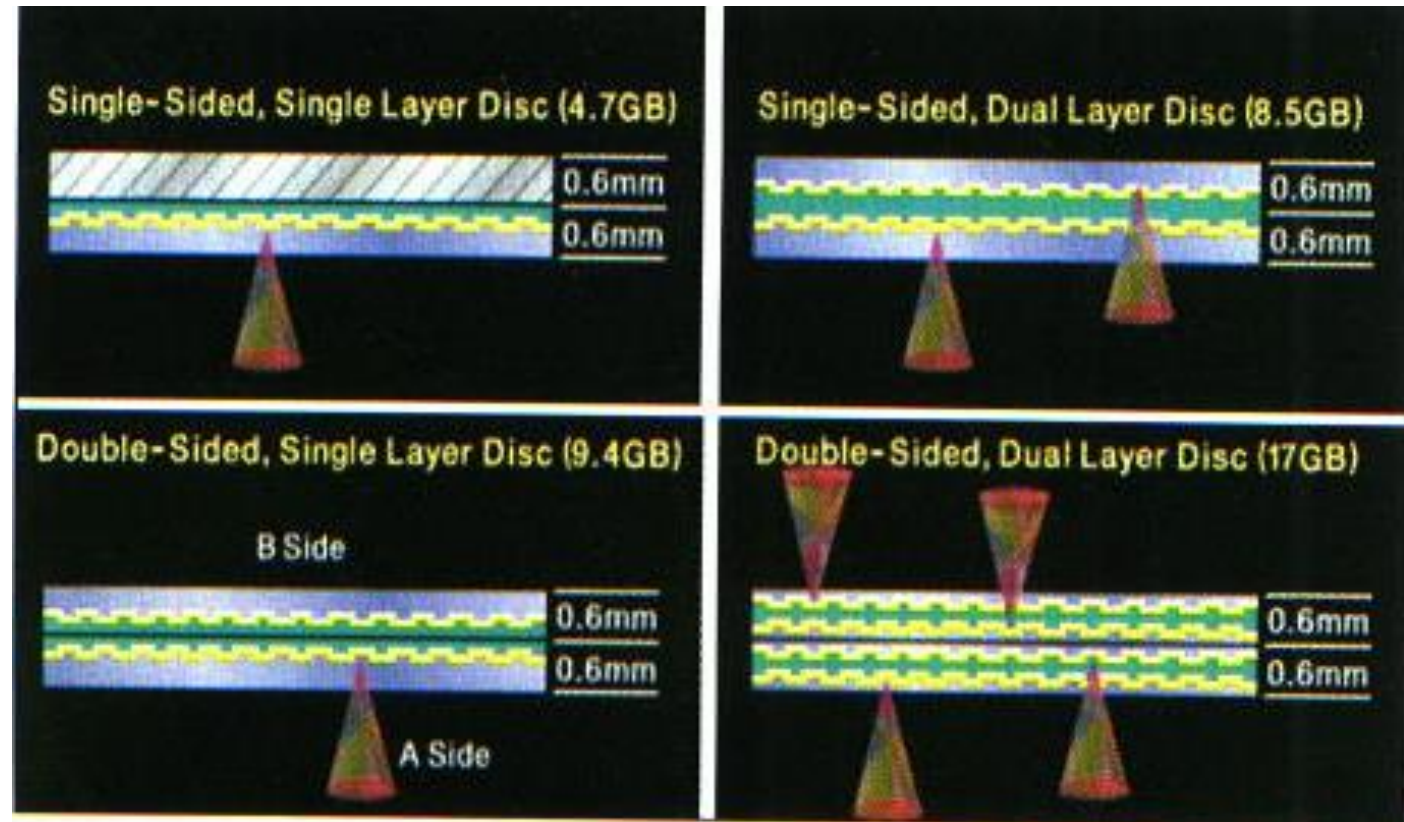 Single-Sided, Single Layer Disc (4.7GB)
0.6mm
0.6mm
Single-Sided, Dual Layer Disc (8.5GB)
0.6mm
0.6mm
Double-Sided, Single Layer Disc (9.4GB)
B Side
0.6mm
0.6mm
A Side
Double-Sided, Dual Layer Disc (17GB)
0.6mm
0.6mm